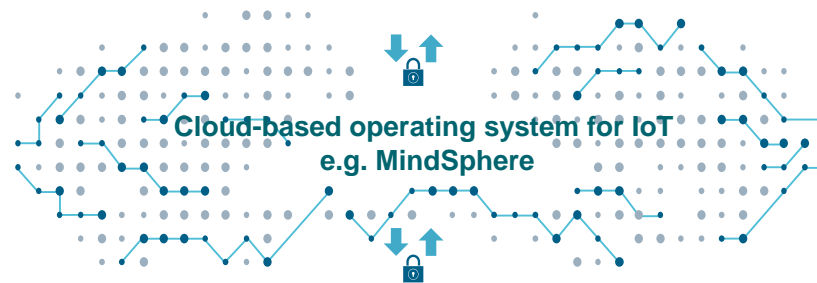 Cloud-based operating system for IoT
e.g. MindSphere